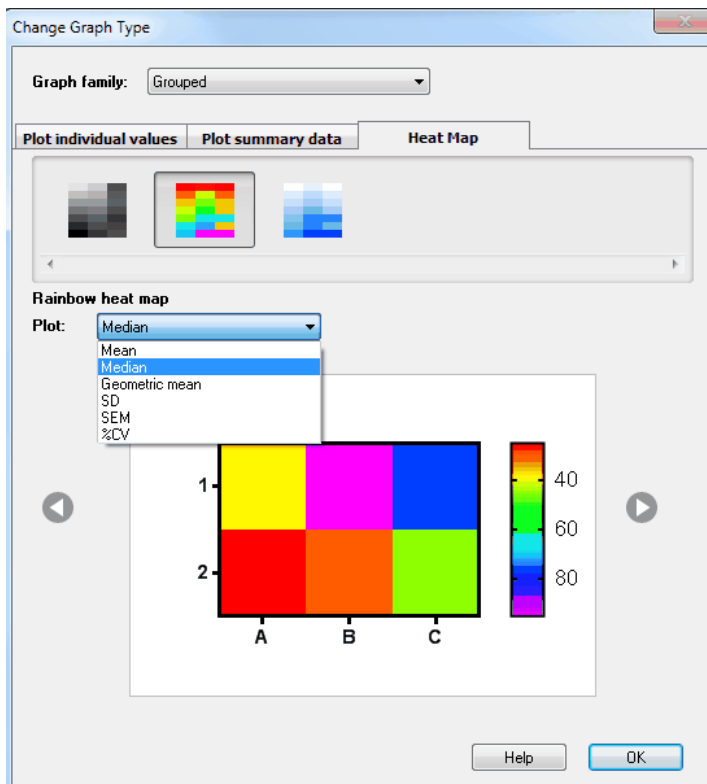 Change Graph Type
Graph family: Grouped
Plot individual values Plot summary data Heat Map
Rainbow heat map
Plot: Median
Mean
Median
Geometric mean
SD
SEM
%CV
1
2
A B C
40
60
80
Help OK